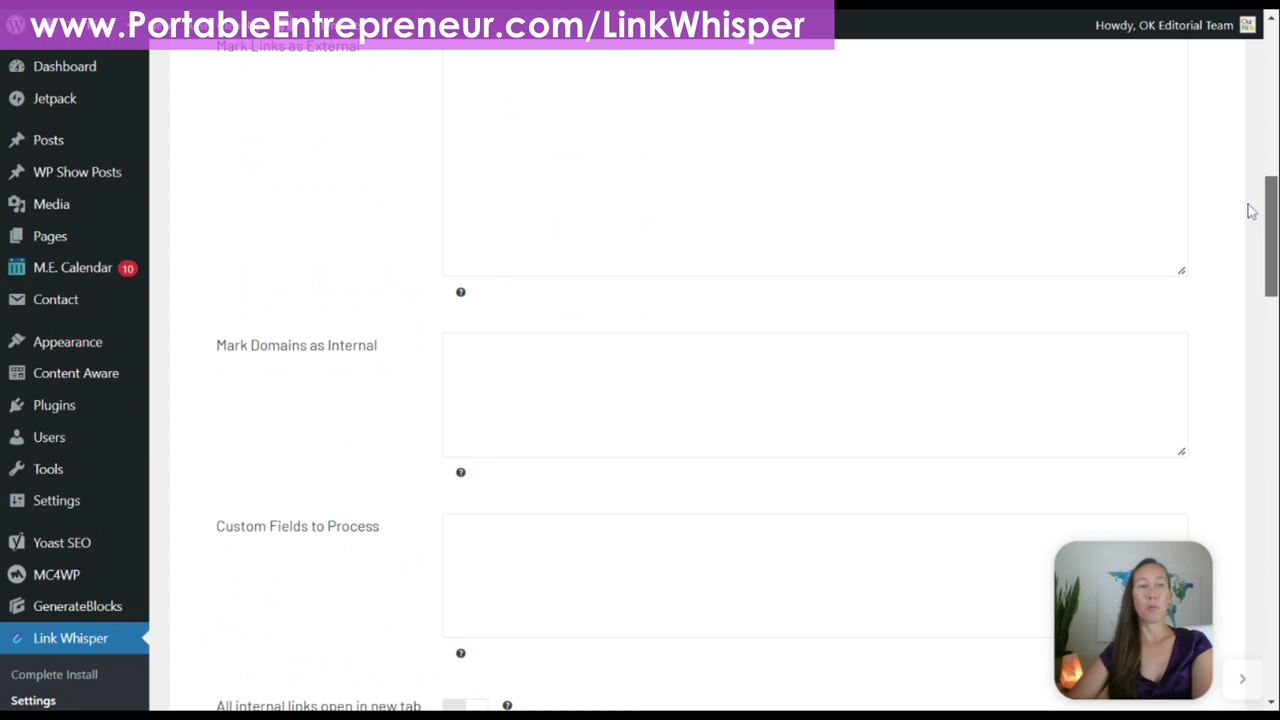 www.PortableEntrepreneur.com/LinkWhisper
Howdy, OK Editorial Team
Mark Links as External
Dashboard
Jetpack
Posts
WP Show Posts
Media
Pages
M.E. Calendar 10
Contact
Appearance
Content Aware
Plugins
Users
Tools
Settings
Yoast SEO
MC4WP
GenerateBlocks
Link Whisper
Complete Install
Settings
Mark Domains as Internal
Custom Fields to Process
All internal links open in new tab